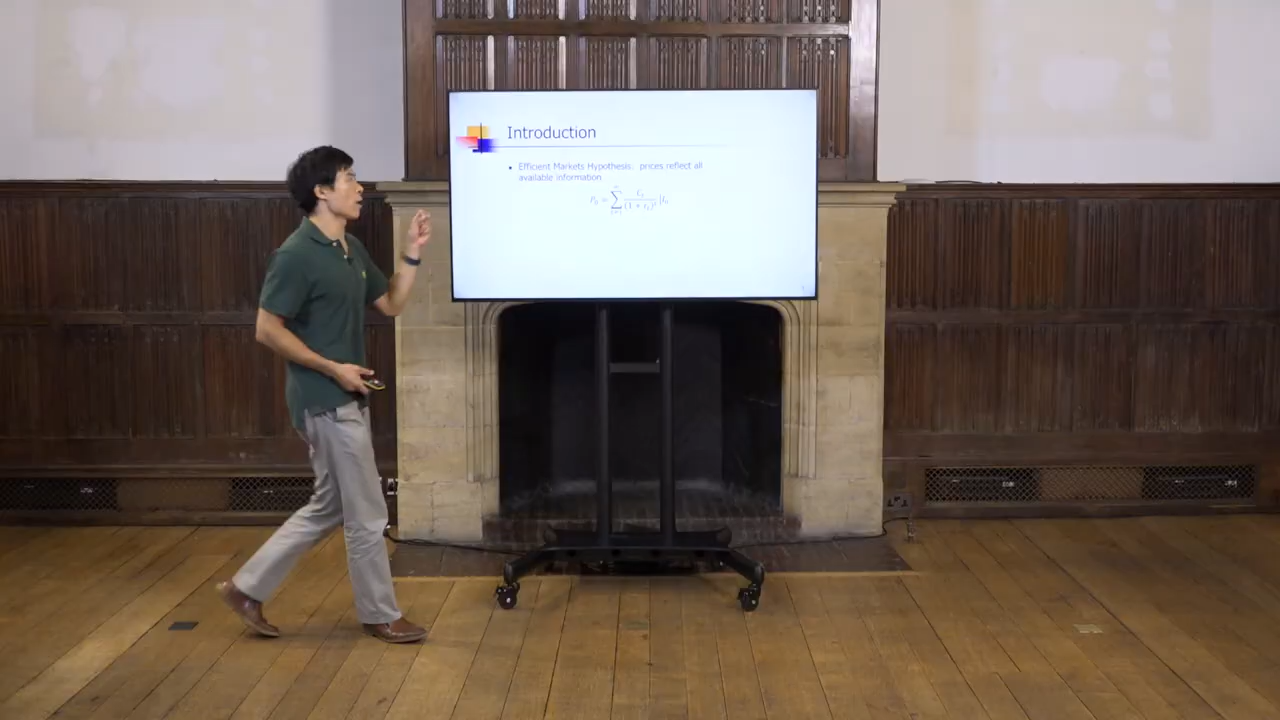 Introduction
• Efficient Markets Hypothesis: prices reflect all
available information